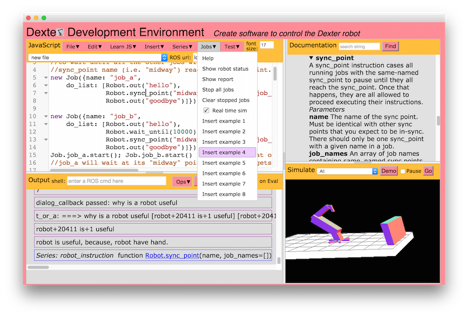 Dexter Development Environment Create software to control the Dexter robot
JavaScript File▼ Edit▼ Learn JS▼ Insert▼ Series▼ Jobs▼ Test▼ font size 17
new file ROS url:
Help
Show robot status
Show report
Stop all jobs
Clear stopped jobs
Real time sim
Insert example 1
Insert example 2
Insert example 3
Insert example 4
Insert example 5
Insert example 6
Insert example 7
Insert example 8
4
5 //sync_point name (i.e. "midway") rea
6 new Job({name: "job_a",
7 do_list: [Robot.out("hello"),
8 Robot.sync_point("midway
9 Robot.out("goodbye")]})
10 new Job({name: "job_b",
do_list: [Robot.out("hello"),
Robot.wait_until(10000)
Robot.sync_point("midway
Robot.out("goodbye")]})
Job.job_a.start(); Job.job_b.start()
//job_a will wait at its "midway" po
Output shell: enter a ROS cmd here Ops▼ on Eval
dialog_callback passed: why is a robot useful
t_or_a: ===> why is a robot useful [robot+20411 is+1 useful]
robot+20411 is+1 useful
robot is useful, because, robot have hand.
Series: robot_instruction function Robot.sync_point(name, job_names=[])
Documentation search string Find
▼ sync_point
A sync_point instruction cases all
running jobs with the same-named
sync_point to pause until they all
reach the sync_point. Once that
happens, they are all allowed to
proceed executing their instructions.
Parameters
name The name of the sync point.
Must be identical with other sync
points that you expect to be in-sync.
There should only be one sync_point
with a given name in a job.
job_names An array of job names
Simulate All Demo Pause Go